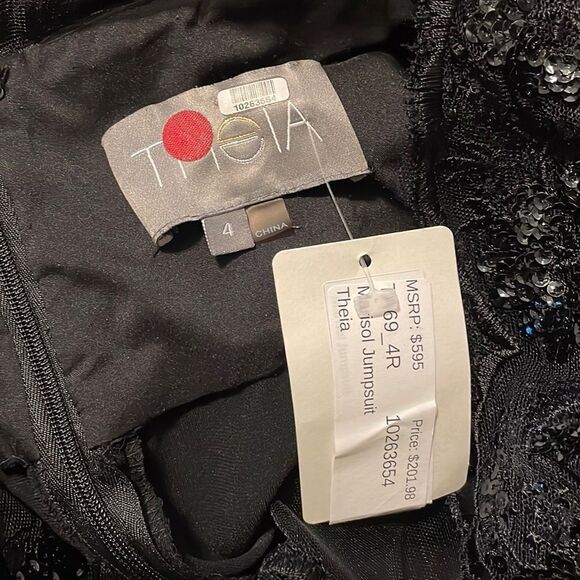 10263654
THEIA
4
CHINA
MSRP: $595 Price: $201.98
69_4R 10263654
Jumpsuit
Theia